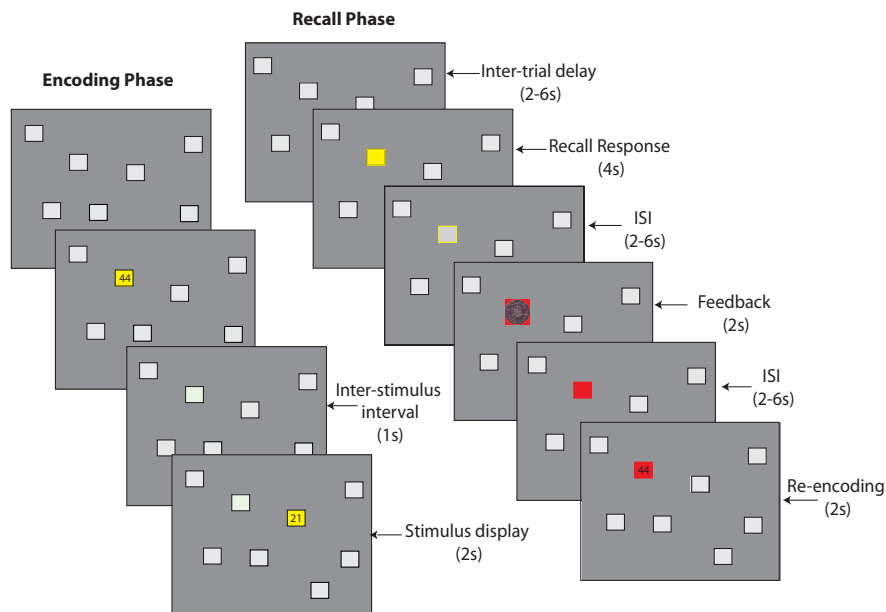 Recall Phase
Encoding Phase
Inter-trial delay
(2-6s)
Recall Response
(4s)
ISI
(2-6s)
Feedback
(2s)
ISI
(2-6s)
44
Re-encoding
(2s)
44
Inter-stimulus
interval
(1s)
21
Stimulus display
(2s)